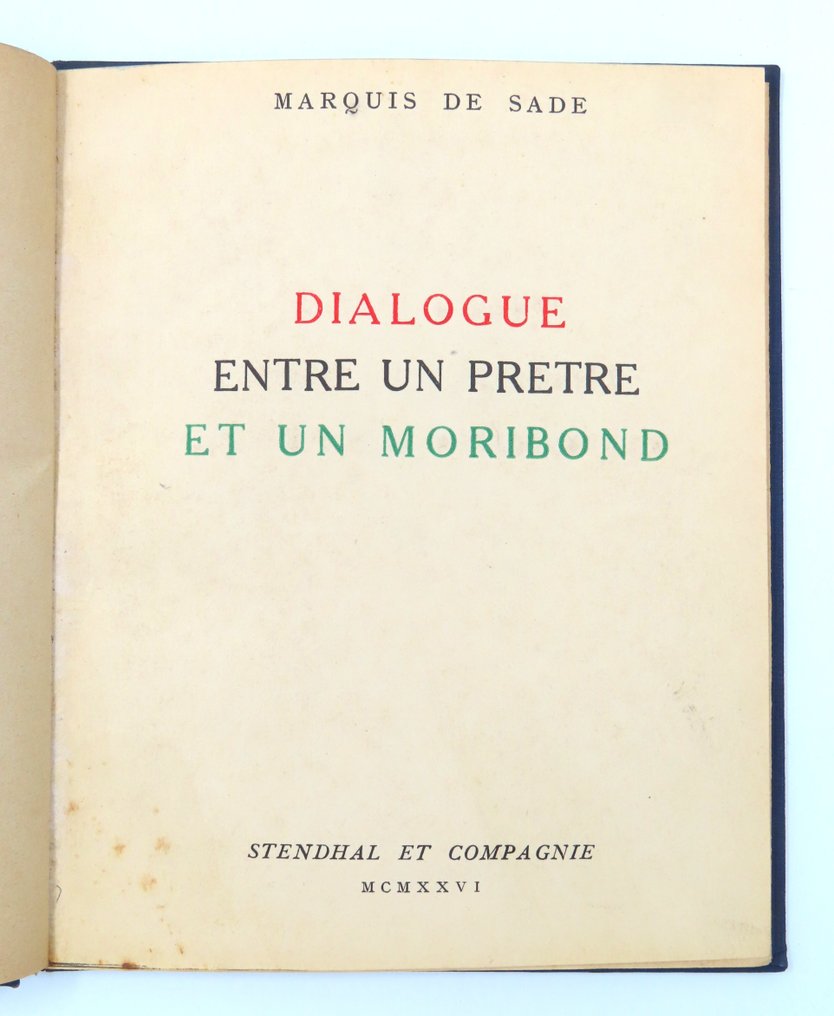 MARQUIS DE SADE
DIALOGUE
ENTRE UN PRETRE
ET UN MORIBOND
STENDHAL ET COMPAGNIE
MCMXXVI